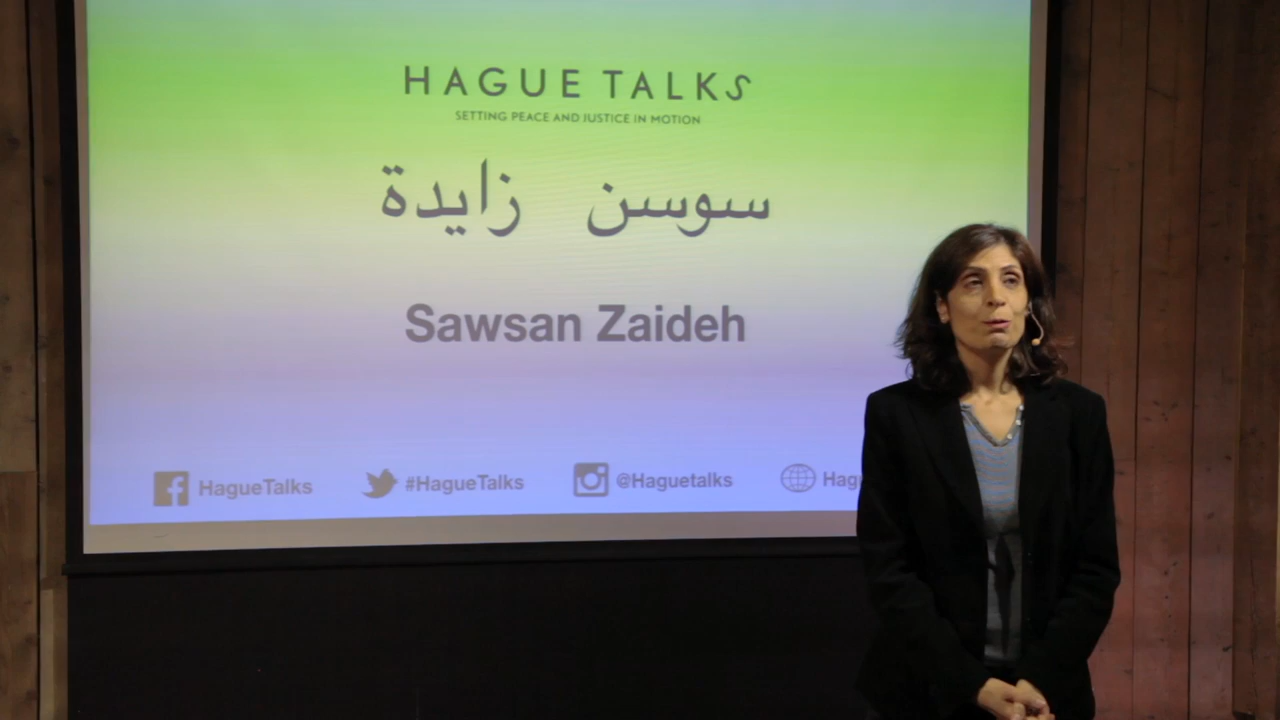 HAGUE TALKS
SETTING PEACE AND JUSTICE IN MOTION
سوسن زايدة
Sawsan Zaideh
HagueTalks #HagueTalks @Haguetalks